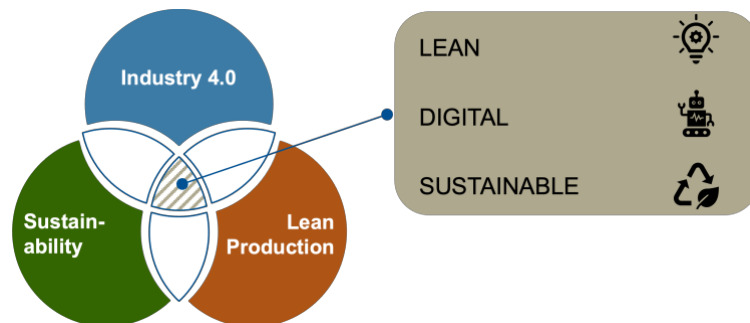 Industry 4.0
Sustain-
ability
Lean
Production
LEAN
DIGITAL
SUSTAINABLE